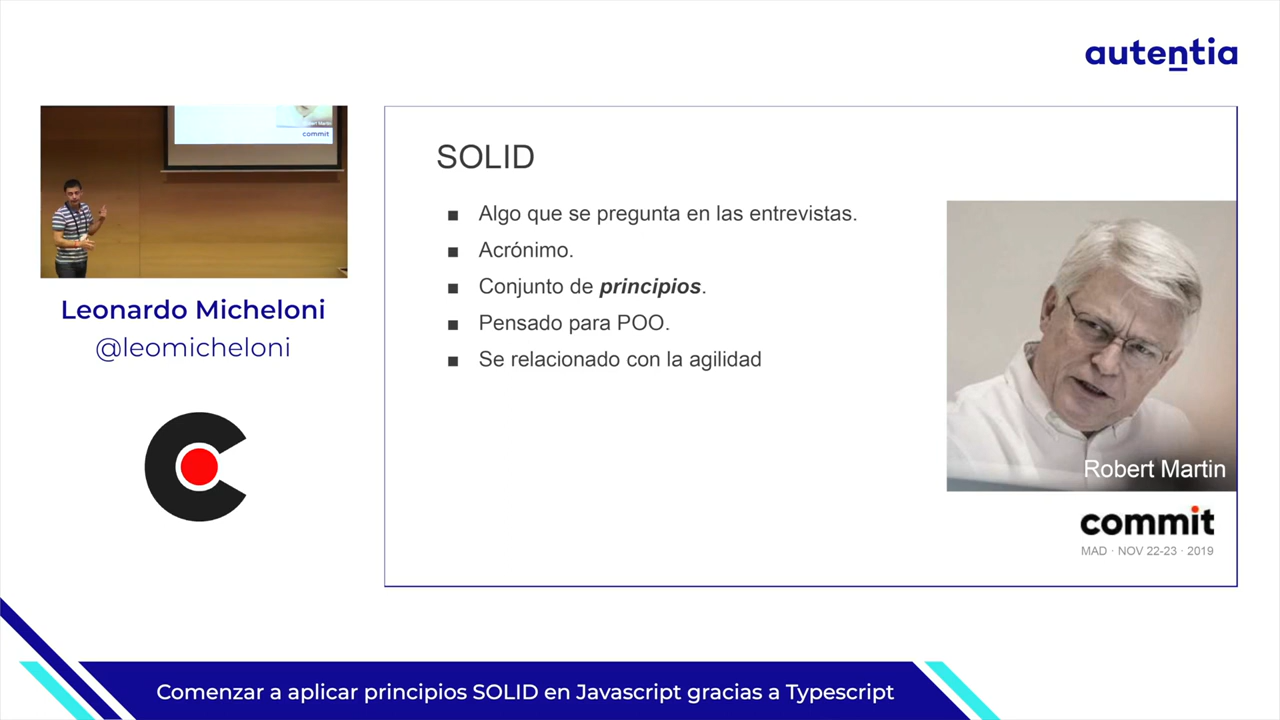 autentia
commit
Leonardo Micheloni
@leomicheloni
SOLID
■ Algo que se pregunta en las entrevistas.
■ Acrónimo.
■ Conjunto de principios.
■ Pensado para POO.
■ Se relacionado con la agilidad
Robert Martin
commit
MAD · NOV 22-23 · 2019
Comenzar a aplicar principios SOLID en Javascript gracias a Typescript